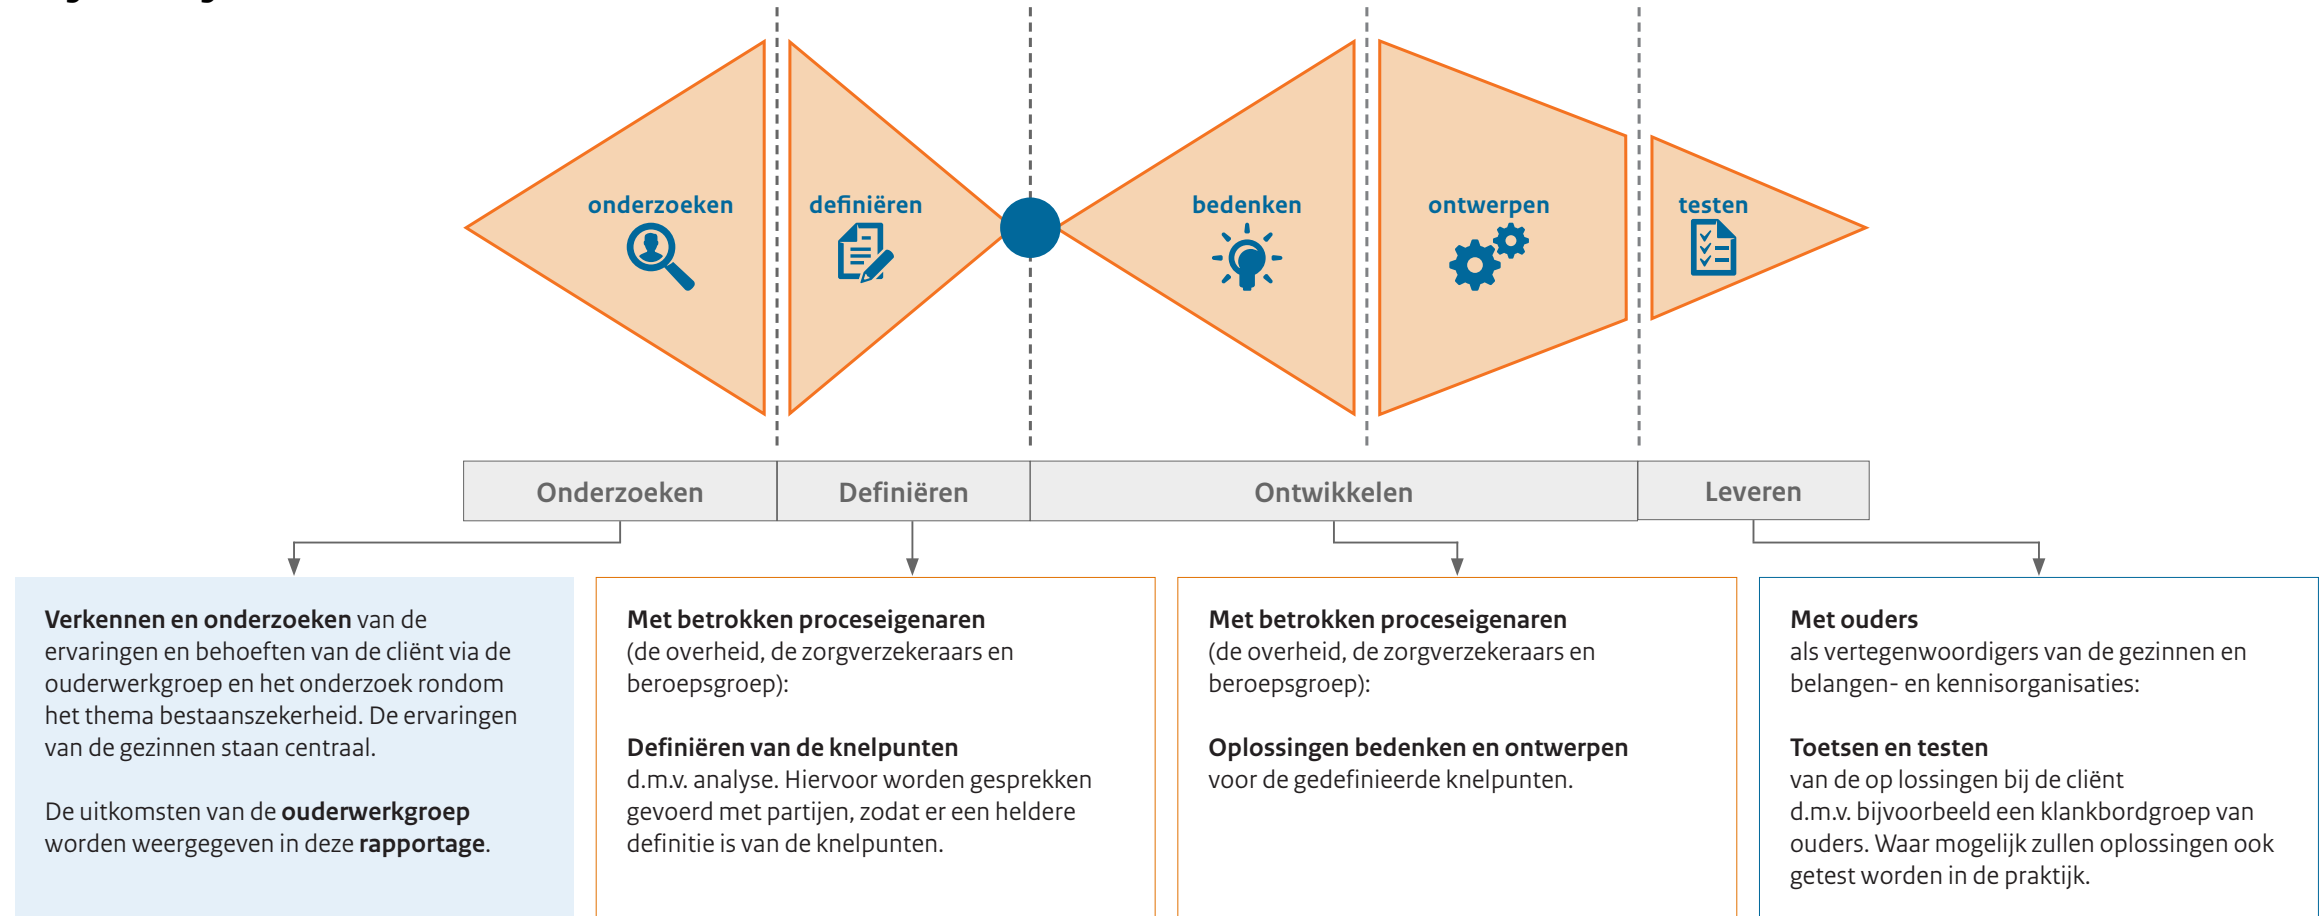 onderzoeken
definiëren
bedenken
ontwerpen
testen
Onderzoeken
Definiëren
Ontwikkelen
Leveren
Verkennen en onderzoeken van de
ervaringen en behoeften van de cliënt via de
ouderwerkgroep en het onderzoek rondom
het thema bestaanszekerheid. De ervaringen
van de gezinnen staan centraal.
De uitkomsten van de ouderwerkgroep
worden weergegeven in deze rapportage.
Met betrokken proceseigenaren
(de overheid, de zorgverzekeraars en
beroepsgroep):
Definiëren van de knelpunten
d.m.v. analyse. Hiervoor worden gesprekken
gevoerd met partijen, zodat er een heldere
definitie is van de knelpunten.
Met betrokken proceseigenaren
(de overheid, de zorgverzekeraars en
beroepsgroep):
Oplossingen bedenken en ontwerpen
voor de gedefinieerde knelpunten.
Met ouders
als vertegenwoordigers van de gezinnen en
belangen- en kennisorganisaties:
Toetsen en testen
van de op lossingen bij de cliënt
d.m.v. bijvoorbeeld een klankbordgroep van
ouders. Waar mogelijk zullen oplossingen ook
getest worden in de praktijk.